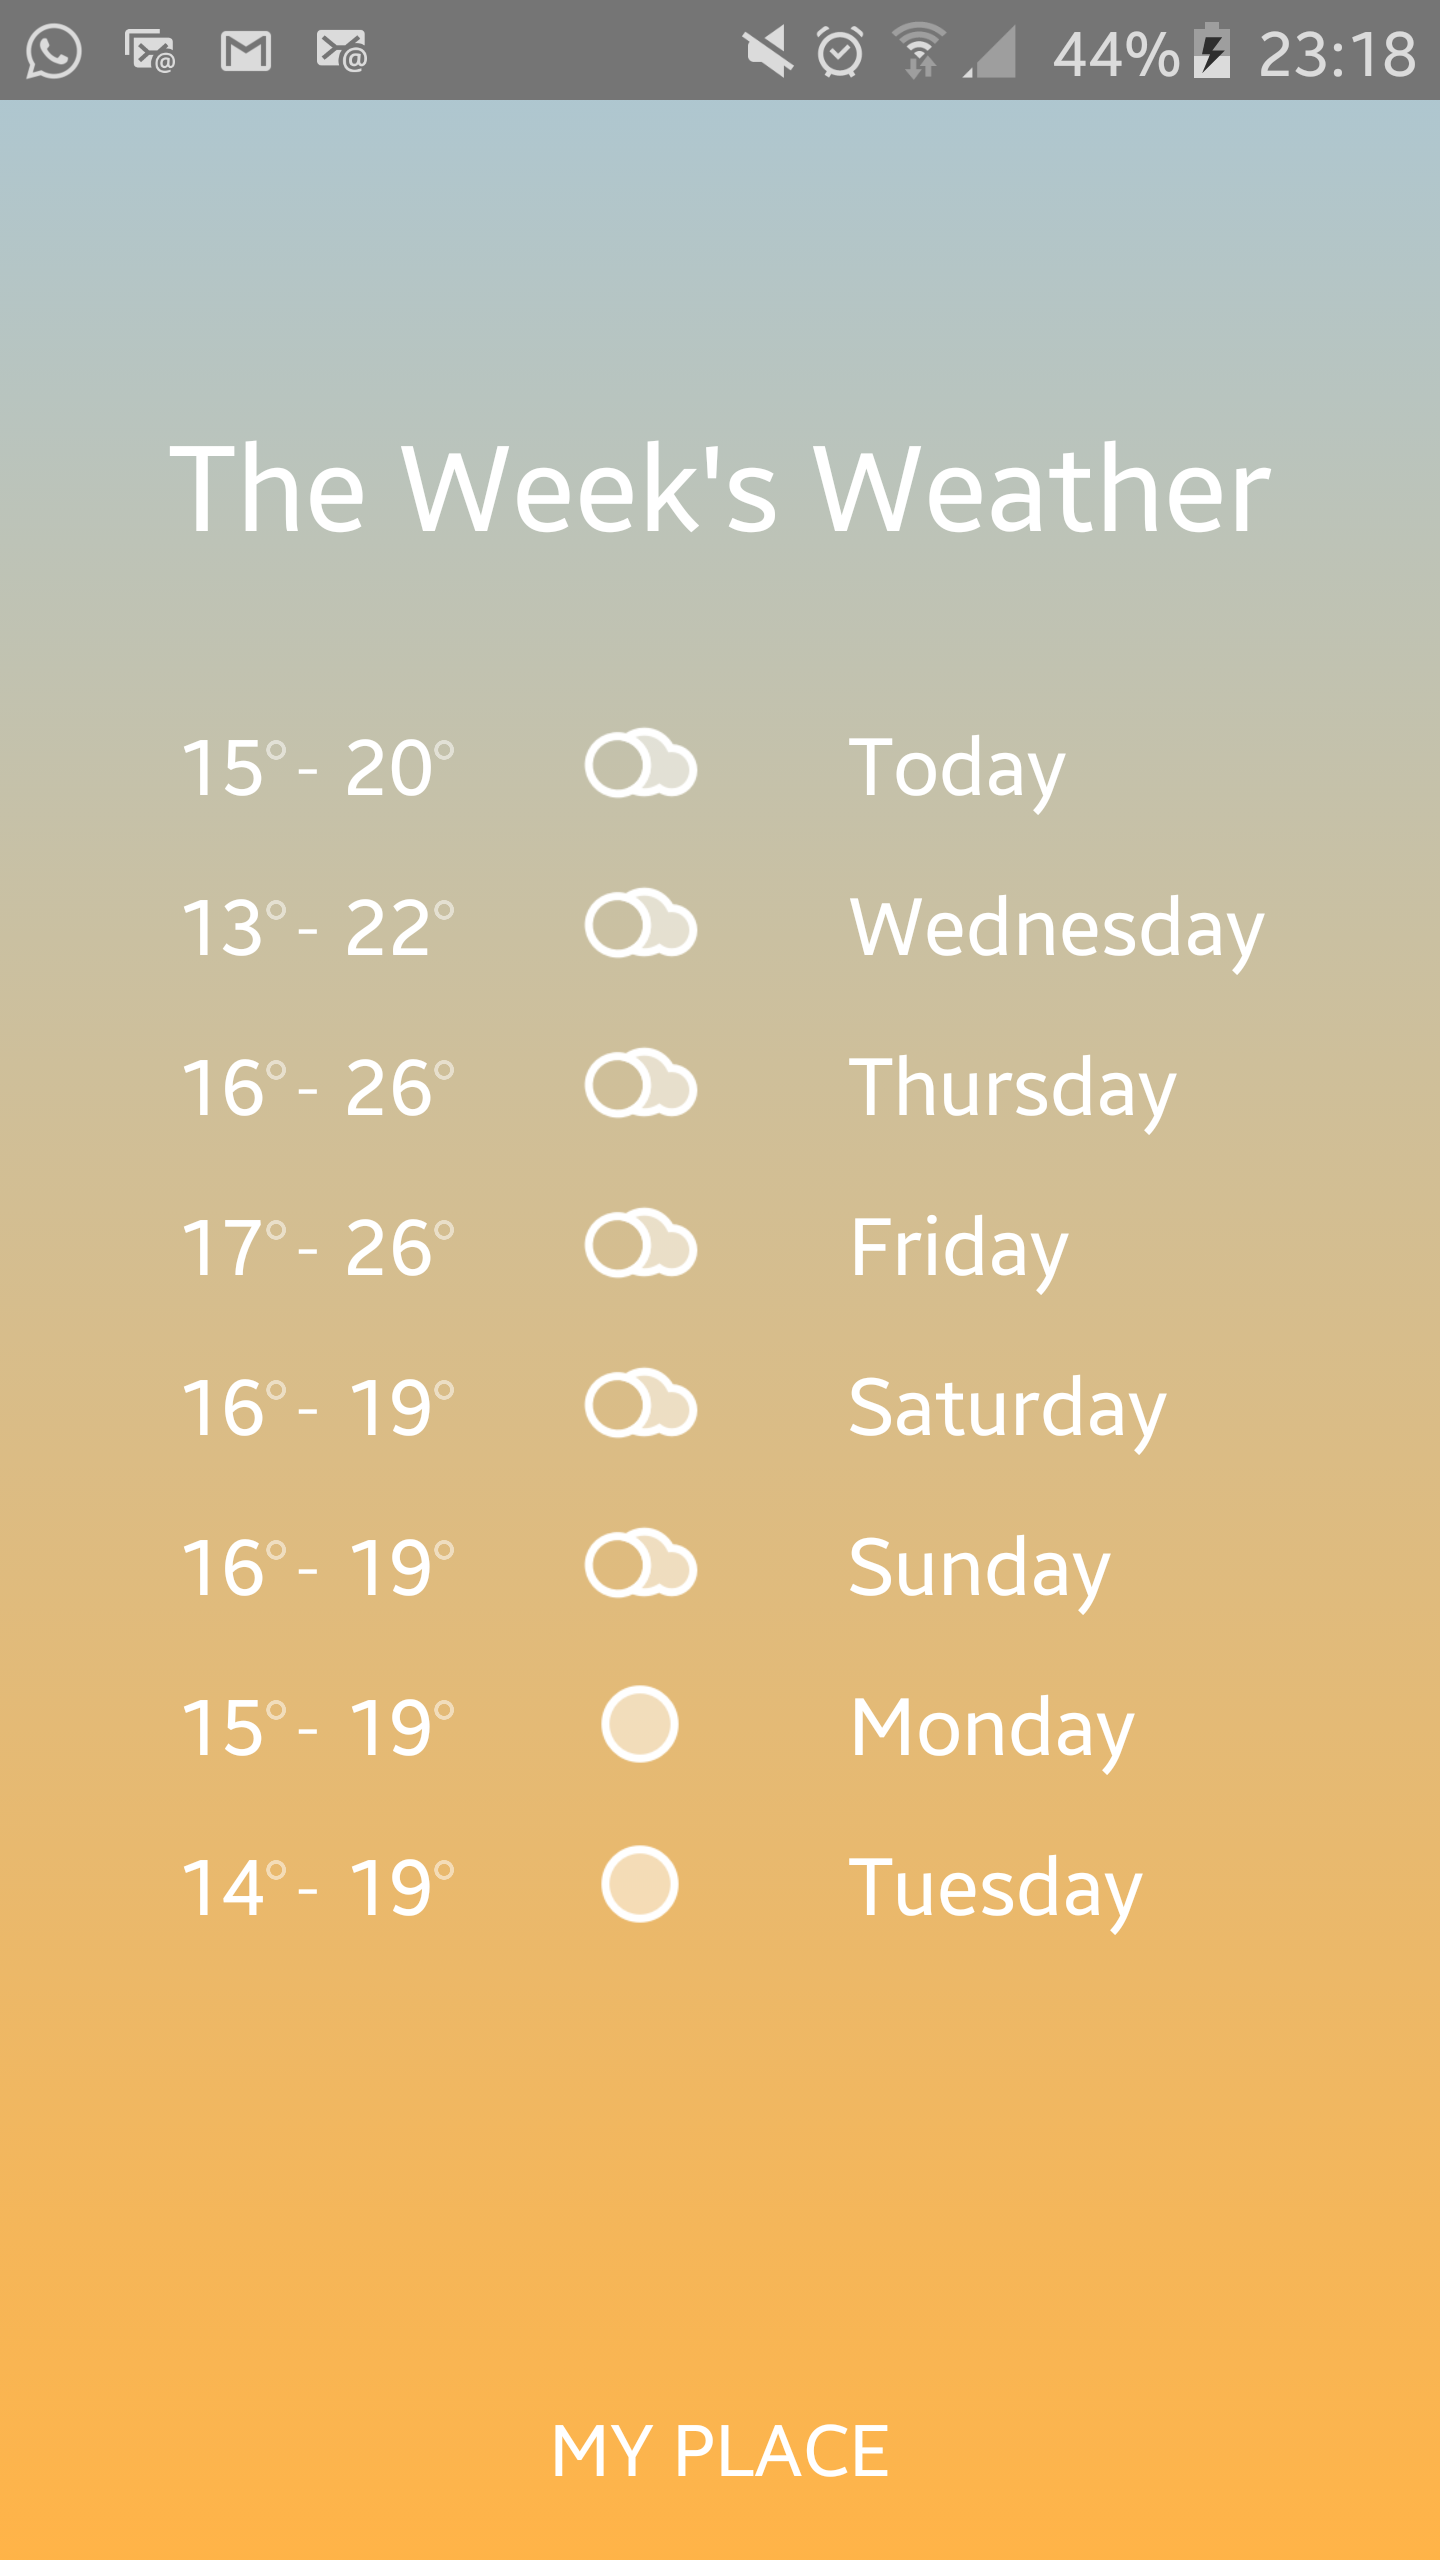 44% 23:18
The Week's Weather
15° - 20° Today
13° - 22° Wednesday
16° - 26° Thursday
17° - 26° Friday
16° - 19° Saturday
16° - 19° Sunday
15° - 19° Monday
14° - 19° Tuesday
MY PLACE